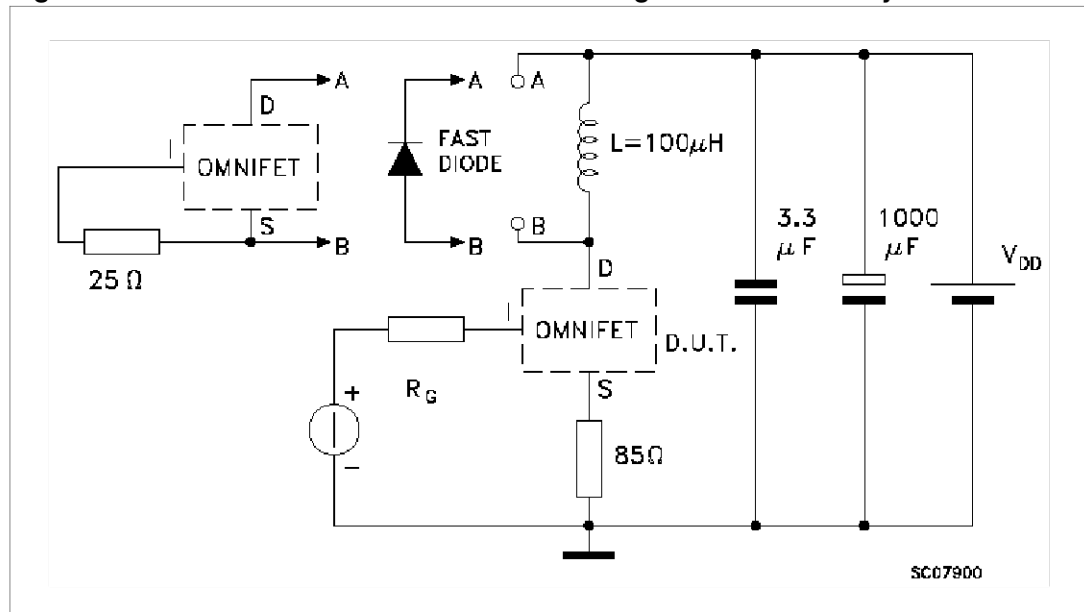 A
D
I
OMNIFET
S
B
25 Ω
A
FAST
DIODE
B
A
L=100μH
B
D
I
OMNIFET
D.U.T.
S
R_G
+
−
85Ω
3.3
μF
1000
μF
V_DD
SC07900